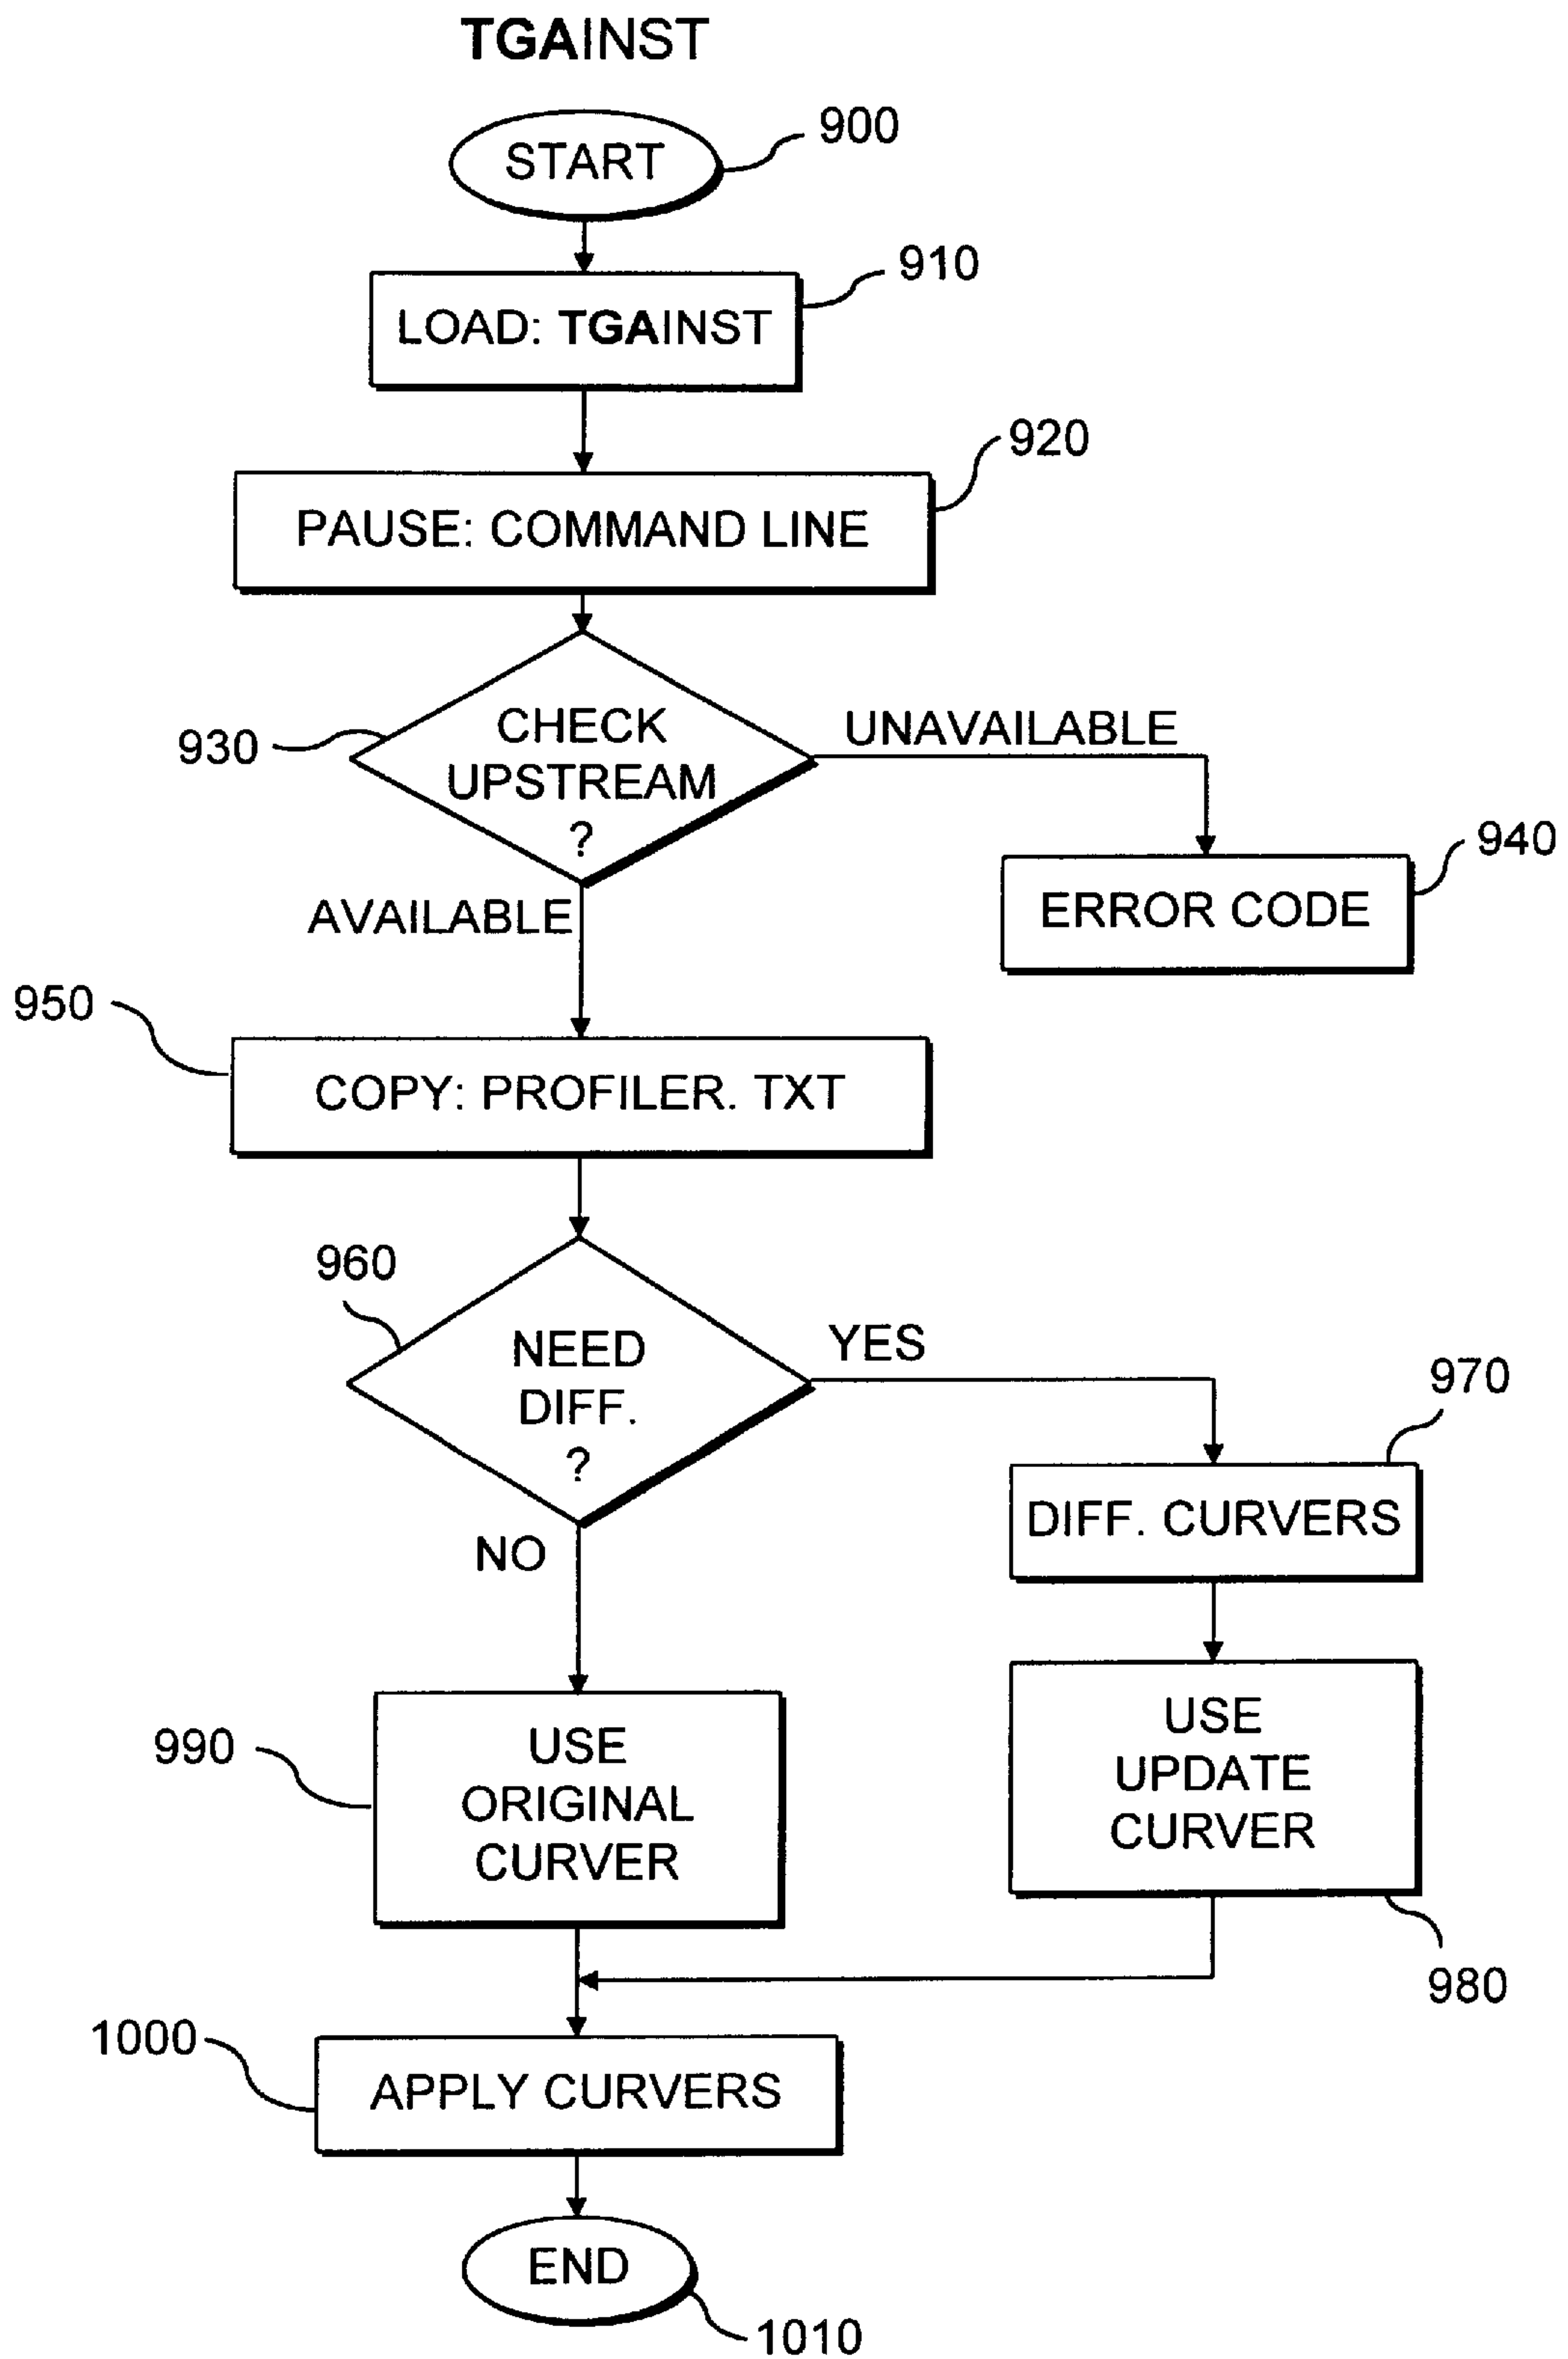 TGAINST
START
900
LOAD: TGAINST
910
PAUSE: COMMAND LINE
920
CHECK
UPSTREAM
?
930
UNAVAILABLE
ERROR CODE
940
AVAILABLE
950
COPY: PROFILER. TXT
960
NEED
DIFF.
?
YES
970
DIFF. CURVERS
NO
990
USE
ORIGINAL
CURVER
USE
UPDATE
CURVER
980
1000
APPLY CURVERS
END
1010